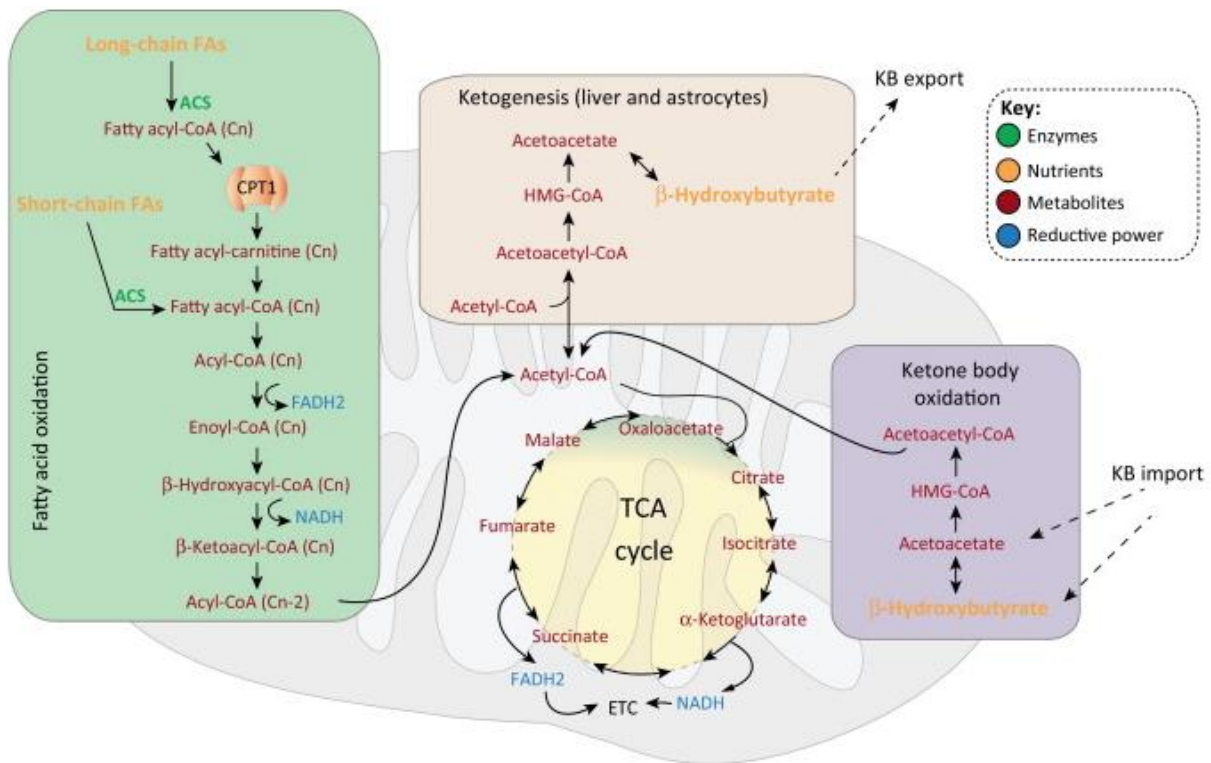 Long-chain FAs
ACS
Fatty acyl-CoA (Cn)
CPT1
Short-chain FAs
Fatty acyl-carnitine (Cn)
ACS
Fatty acyl-CoA (Cn)
Acyl-CoA (Cn)
FADH2
Enoyl-CoA (Cn)
β-Hydroxyacyl-CoA (Cn)
NADH
β-Ketoacyl-CoA (Cn)
Acyl-CoA (Cn-2)
Fatty acid oxidation
Ketogenesis (liver and astrocytes)
Acetoacetate
HMG-CoA
β-Hydroxybutyrate
Acetoacetyl-CoA
Acetyl-CoA
KB export
Key:
Enzymes
Nutrients
Metabolites
Reductive power
Acetyl-CoA
Oxaloacetate
Malate
Citrate
Fumarate
TCA
cycle
Isocitrate
Succinate
α-Ketoglutarate
FADH2
ETC
NADH
Ketone body
oxidation
Acetoacetyl-CoA
HMG-CoA
Acetoacetate
β-Hydroxybutyrate
KB import